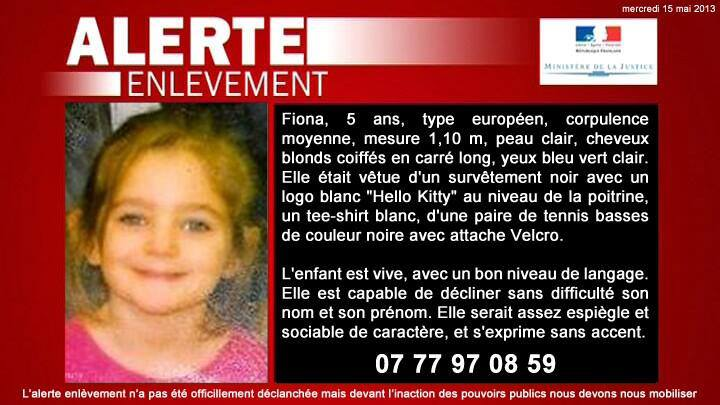 mercredi 15 mai 2013
ALERTE
ENLEVEMENT
MINISTÈRE DE LA JUSTICE
Fiona, 5 ans, type européen, corpulence
moyenne, mesure 1,10 m, peau clair, cheveux
blonds coiffés en carré long, yeux bleu vert clair.
Elle était vêtue d'un survêtement noir avec un
logo blanc "Hello Kitty" au niveau de la poitrine,
un tee-shirt blanc, d'une paire de tennis basses
de couleur noire avec attache Velcro.
L'enfant est vive, avec un bon niveau de langage.
Elle est capable de décliner sans difficulté son
nom et son prénom. Elle serait assez espiègle et
sociable de caractère, et s'exprime sans accent.
07 77 97 08 59
L'alerte enlèvement n'a pas été officillement déclanchée mais devant l'inaction des pouvoirs publics nous devons nous mobiliser